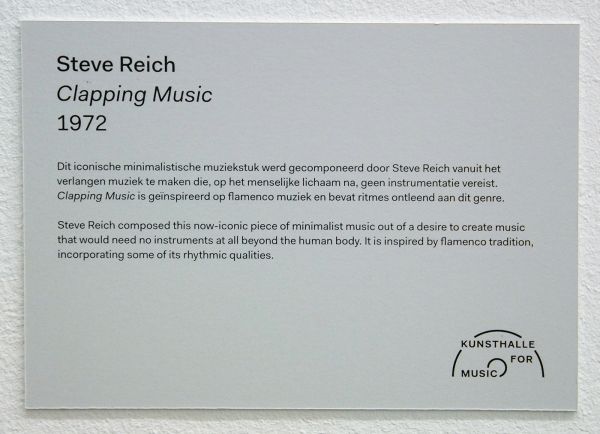 Steve Reich
Clapping Music
1972
Dit iconische minimalistische muziekstuk werd gecomponeerd door Steve Reich vanuit het
verlangen muziek te maken die, op het menselijke lichaam na, geen instrumentatie vereist.
Clapping Music is geïnspireerd op flamenco muziek en bevat ritmes ontleend aan dit genre.
Steve Reich composed this now-iconic piece of minimalist music out of a desire to create music
that would need no instruments at all beyond the human body. It is inspired by flamenco tradition,
incorporating some of its rhythmic qualities.
KUNSTHALLE
FOR
MUSIC